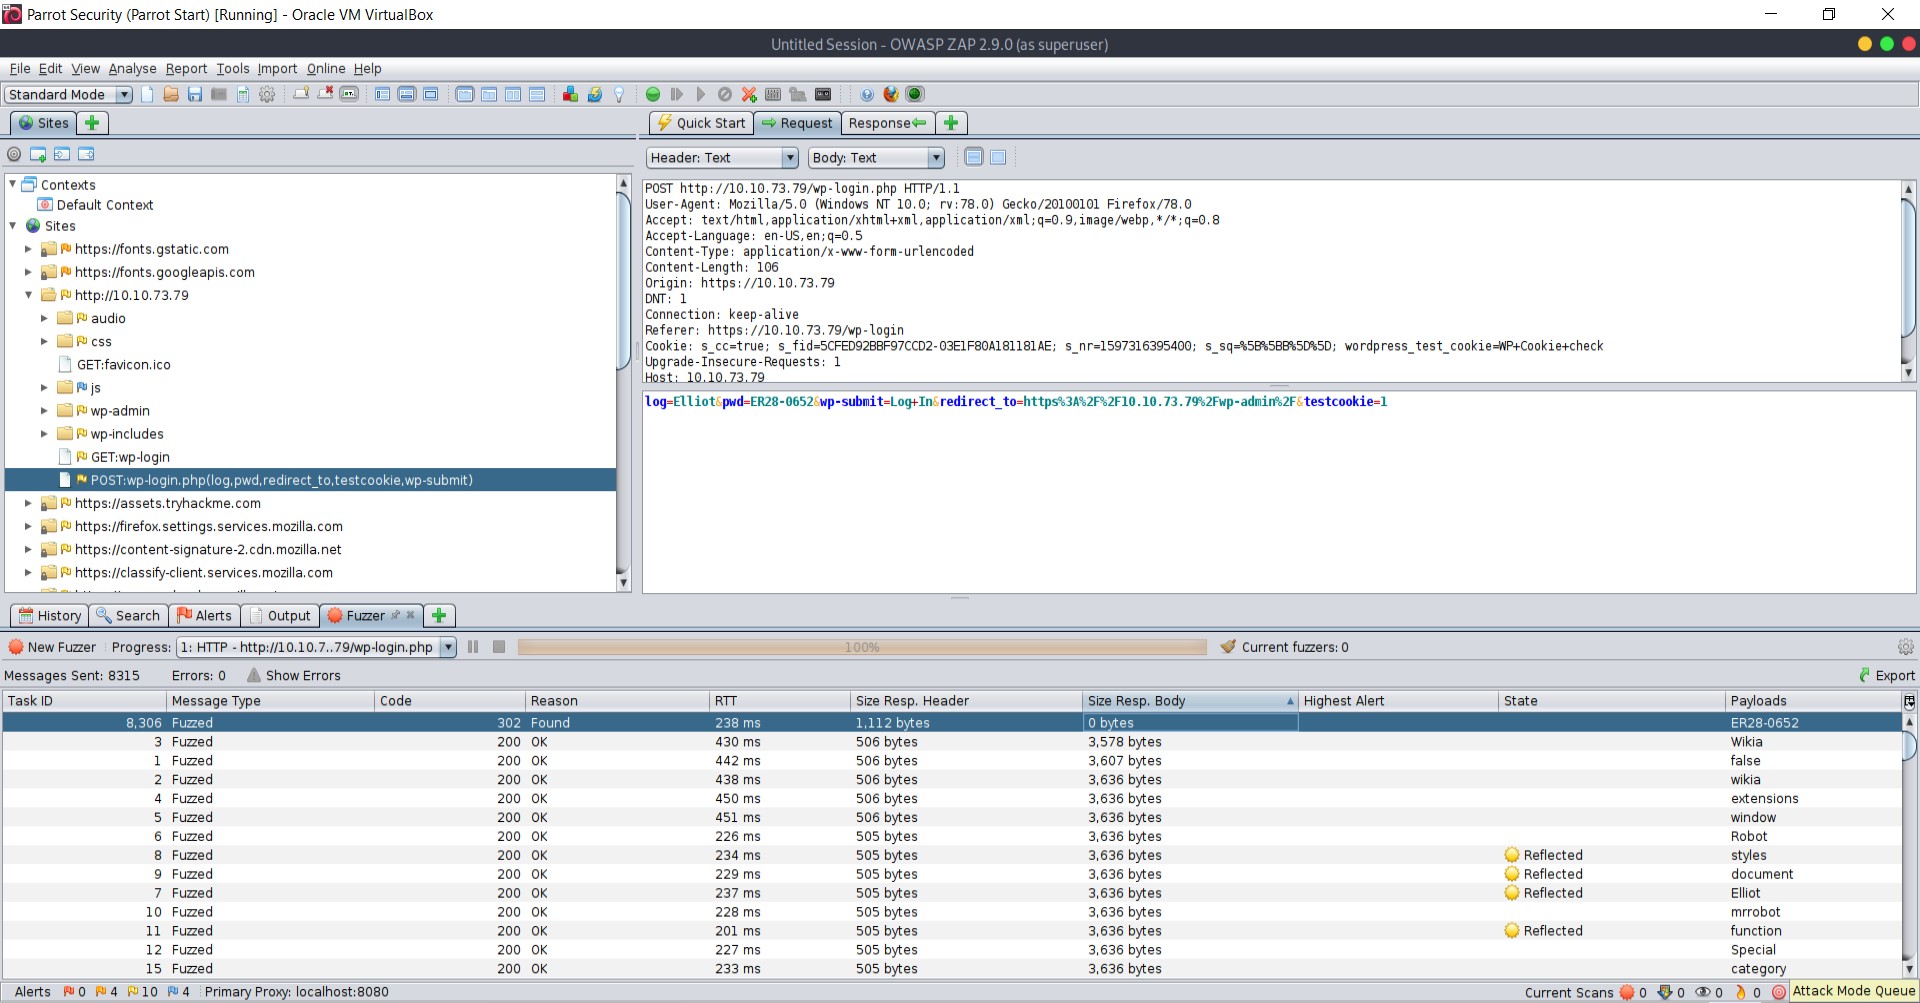 Parrot Security (Parrot Start) [Running] - Oracle VM VirtualBox
Untitled Session - OWASP ZAP 2.9.0 (as superuser)
File Edit View Analyse Report Tools Import Online Help
Standard Mode
Sites
Quick Start Request Response
Header: Text Body: Text
Contexts
Default Context
Sites
https://fonts.gstatic.com
https://fonts.googleapis.com
http://10.10.73.79
audio
css
GET:favicon.ico
js
wp-admin
wp-includes
GET:wp-login
POST:wp-login.php(log,pwd,redirect_to,testcookie,wp-submit)
https://assets.tryhackme.com
https://firefox.settings.services.mozilla.com
https://content-signature-2.cdn.mozilla.net
https://classify-client.services.mozilla.com
POST http://10.10.73.79/wp-login.php HTTP/1.1
User-Agent: Mozilla/5.0 (Windows NT 10.0; rv:78.0) Gecko/20100101 Firefox/78.0
Accept: text/html,application/xhtml+xml,application/xml;q=0.9,image/webp,*/*;q=0.8
Accept-Language: en-US,en;q=0.5
Content-Type: application/x-www-form-urlencoded
Content-Length: 106
Origin: https://10.10.73.79
DNT: 1
Connection: keep-alive
Referer: https://10.10.73.79/wp-login
Cookie: s_cc=true; s_fid=5CFED92BBF97CCD2-03E1F80A181181AE; s_nr=1597316395400; s_sq=%5B%5BB%5D%5D; wordpress_test_cookie=WP+Cookie+check
Upgrade-Insecure-Requests: 1
Host: 10.10.73.79
log=Elliot&pwd=ER28-0652&wp-submit=Log+In&redirect_to=https%3A%2F%2F10.10.73.79%2Fwp-admin%2F&testcookie=1
History Search Alerts Output Fuzzer
New Fuzzer Progress: 1: HTTP - http://10.10.7..79/wp-login.php 100% Current fuzzers: 0
Messages Sent: 8315 Errors: 0 Show Errors Export
Task ID Message Type Code Reason RTT Size Resp. Header Size Resp. Body Highest Alert State Payloads
8,306 Fuzzed 302 Found 238 ms 1,112 bytes 0 bytes ER28-0652
3 Fuzzed 200 OK 430 ms 506 bytes 3,578 bytes Wikia
1 Fuzzed 200 OK 442 ms 506 bytes 3,607 bytes false
2 Fuzzed 200 OK 438 ms 506 bytes 3,636 bytes wikia
4 Fuzzed 200 OK 450 ms 506 bytes 3,636 bytes extensions
5 Fuzzed 200 OK 451 ms 506 bytes 3,636 bytes window
6 Fuzzed 200 OK 226 ms 505 bytes 3,636 bytes Robot
8 Fuzzed 200 OK 234 ms 505 bytes 3,636 bytes Reflected styles
9 Fuzzed 200 OK 229 ms 505 bytes 3,636 bytes Reflected document
7 Fuzzed 200 OK 237 ms 505 bytes 3,636 bytes Reflected Elliot
10 Fuzzed 200 OK 228 ms 505 bytes 3,636 bytes mrrobot
11 Fuzzed 200 OK 201 ms 505 bytes 3,636 bytes Reflected function
12 Fuzzed 200 OK 227 ms 505 bytes 3,636 bytes Special
15 Fuzzed 200 OK 233 ms 505 bytes 3,636 bytes category
Alerts 0 4 10 4 Primary Proxy: localhost:8080 Current Scans 0 0 0 0 Attack Mode Queue